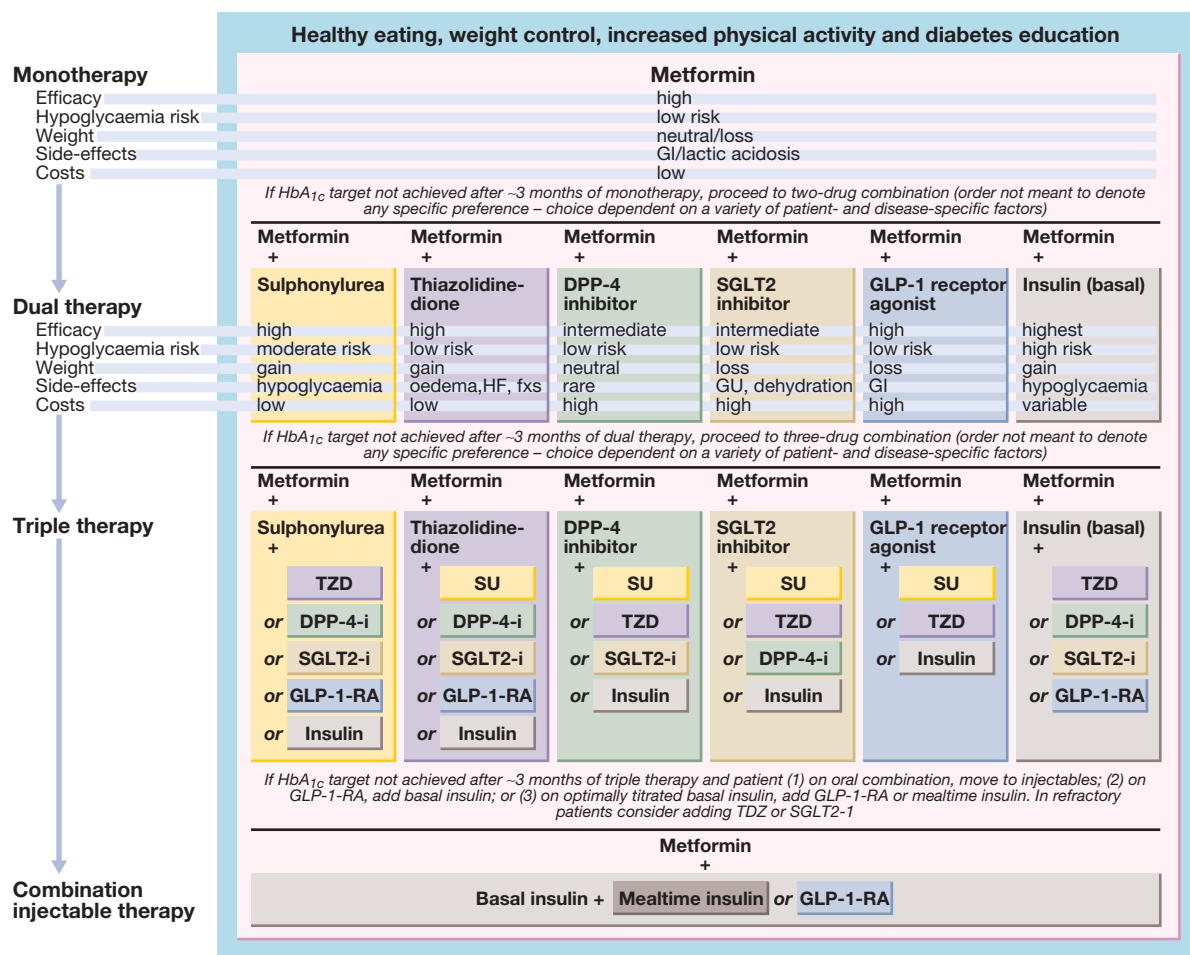 Healthy eating, weight control, increased physical activity and diabetes education
Monotherapy Metformin
Efficacy high
Hypoglycaemia risk low risk
Weight neutral/loss
Side-effects GI/lactic acidosis
Costs low
If HbA1c target not achieved after ~3 months of monotherapy, proceed to two-drug combination (order not meant to denote
any specific preference – choice dependent on a variety of patient- and disease-specific factors)
Metformin Metformin Metformin Metformin Metformin Metformin
+ + + + + +
Sulphonylurea Thiazolidine- DPP-4 SGLT2 GLP-1 receptor Insulin (basal)
dione inhibitor inhibitor agonist
Dual therapy
Efficacy high high intermediate intermediate high highest
Hypoglycaemia risk moderate risk low risk low risk low risk low risk high risk
Weight gain gain neutral loss loss gain
Side-effects hypoglycaemia oedema,HF, fxs rare GU, dehydration GI hypoglycaemia
Costs low low high high high variable
If HbA1c target not achieved after ~3 months of dual therapy, proceed to three-drug combination (order not meant to denote
any specific preference – choice dependent on a variety of patient- and disease-specific factors)
Metformin Metformin Metformin Metformin Metformin Metformin
+ + + + + +
Triple therapy Sulphonylurea Thiazolidine- DPP-4 SGLT2 GLP-1 receptor Insulin (basal)
+ dione inhibitor inhibitor agonist +
+ + + +
TZD SU SU SU SU TZD
or DPP-4-i or DPP-4-i or TZD or TZD or TZD or DPP-4-i
or SGLT2-i or SGLT2-i or SGLT2-i or DPP-4-i or Insulin or SGLT2-i
or GLP-1-RA or GLP-1-RA or Insulin or Insulin or GLP-1-RA
or Insulin or Insulin
If HbA1c target not achieved after ~3 months of triple therapy and patient (1) on oral combination, move to injectables; (2) on
GLP-1-RA, add basal insulin; or (3) on optimally titrated basal insulin, add GLP-1-RA or mealtime insulin. In refractory
patients consider adding TDZ or SGLT2-1
Metformin
+
Combination
injectable therapy
Basal insulin + Mealtime insulin or GLP-1-RA